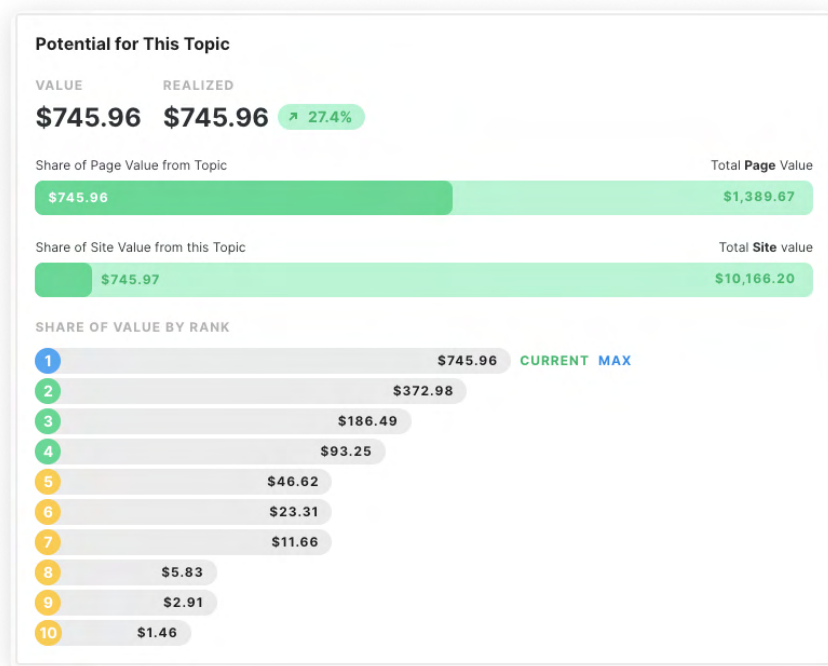 Potential for This Topic
VALUE REALIZED
$745.96 $745.96 ↗ 27.4%
Share of Page Value from Topic Total Page Value
$745.96 $1,389.67
Share of Site Value from this Topic Total Site value
$745.97 $10,166.20
SHARE OF VALUE BY RANK
1 $745.96 CURRENT MAX
2 $372.98
3 $186.49
4 $93.25
5 $46.62
6 $23.31
7 $11.66
8 $5.83
9 $2.91
10 $1.46